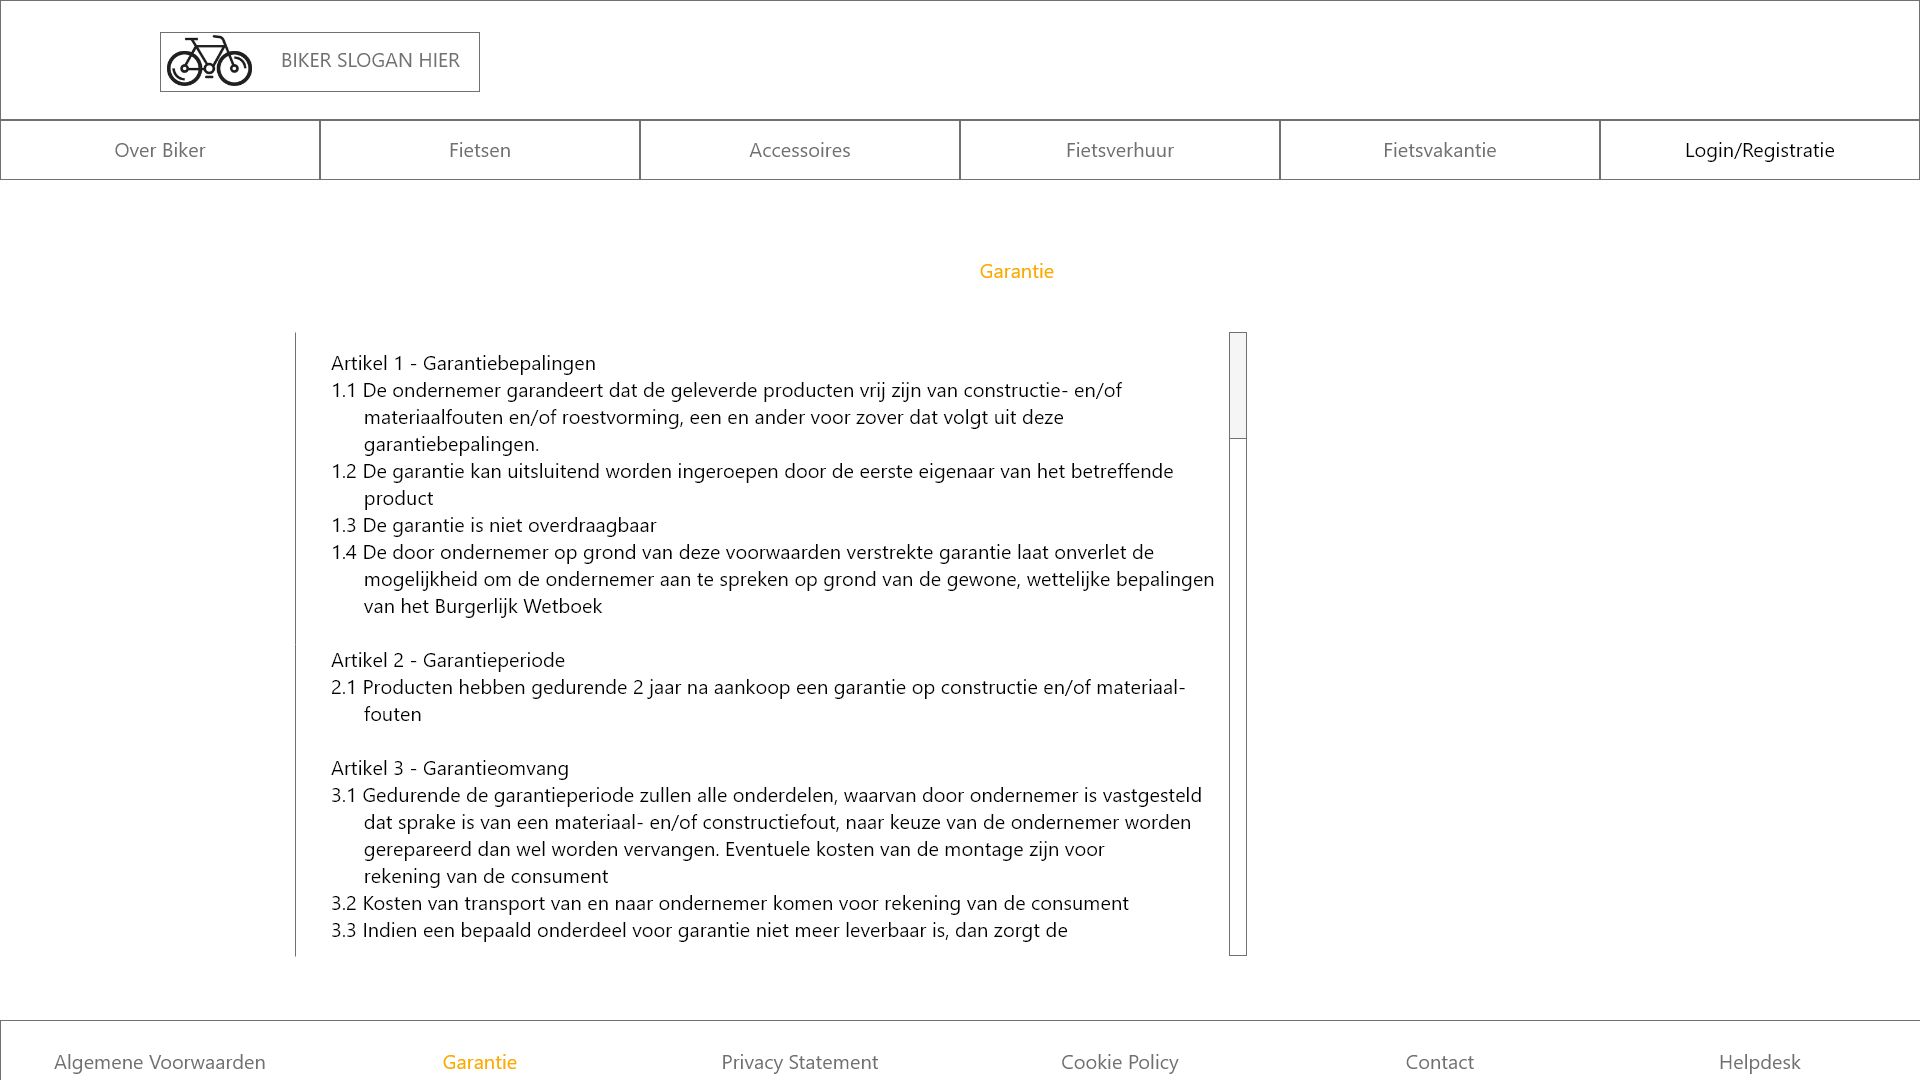 BIKER SLOGAN HIER
Over Biker
Fietsen
Accessoires
Fietsverhuur
Fietsvakantie
Login/Registratie
Garantie
Artikel 1 - Garantiebepalingen
1.1 De ondernemer garandeert dat de geleverde producten vrij zijn van constructie- en/of
materiaalfouten en/of roestvorming, een en ander voor zover dat volgt uit deze
garantiebepalingen.
1.2 De garantie kan uitsluitend worden ingeroepen door de eerste eigenaar van het betreffende
product
1.3 De garantie is niet overdraagbaar
1.4 De door ondernemer op grond van deze voorwaarden verstrekte garantie laat onverlet de
mogelijkheid om de ondernemer aan te spreken op grond van de gewone, wettelijke bepalingen
van het Burgerlijk Wetboek
Artikel 2 - Garantieperiode
2.1 Producten hebben gedurende 2 jaar na aankoop een garantie op constructie en/of materiaal-
fouten
Artikel 3 - Garantieomvang
3.1 Gedurende de garantieperiode zullen alle onderdelen, waarvan door ondernemer is vastgesteld
dat sprake is van een materiaal- en/of constructiefout, naar keuze van de ondernemer worden
gerepareerd dan wel worden vervangen. Eventuele kosten van de montage zijn voor
rekening van de consument
3.2 Kosten van transport van en naar ondernemer komen voor rekening van de consument
3.3 Indien een bepaald onderdeel voor garantie niet meer leverbaar is, dan zorgt de
Algemene Voorwaarden
Garantie
Privacy Statement
Cookie Policy
Contact
Helpdesk